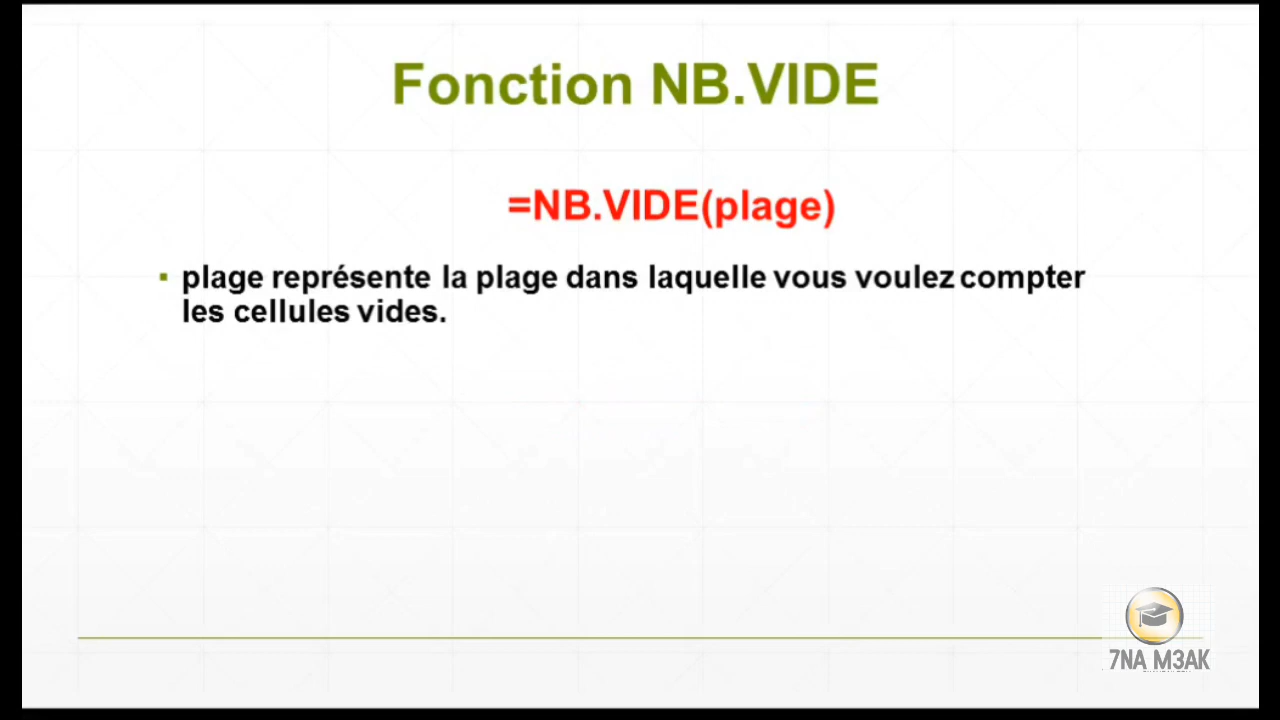 Fonction NB.VIDE
=NB.VIDE(plage)
▪ plage représente la plage dans laquelle vous voulez compter
les cellules vides.
7NA M3AK